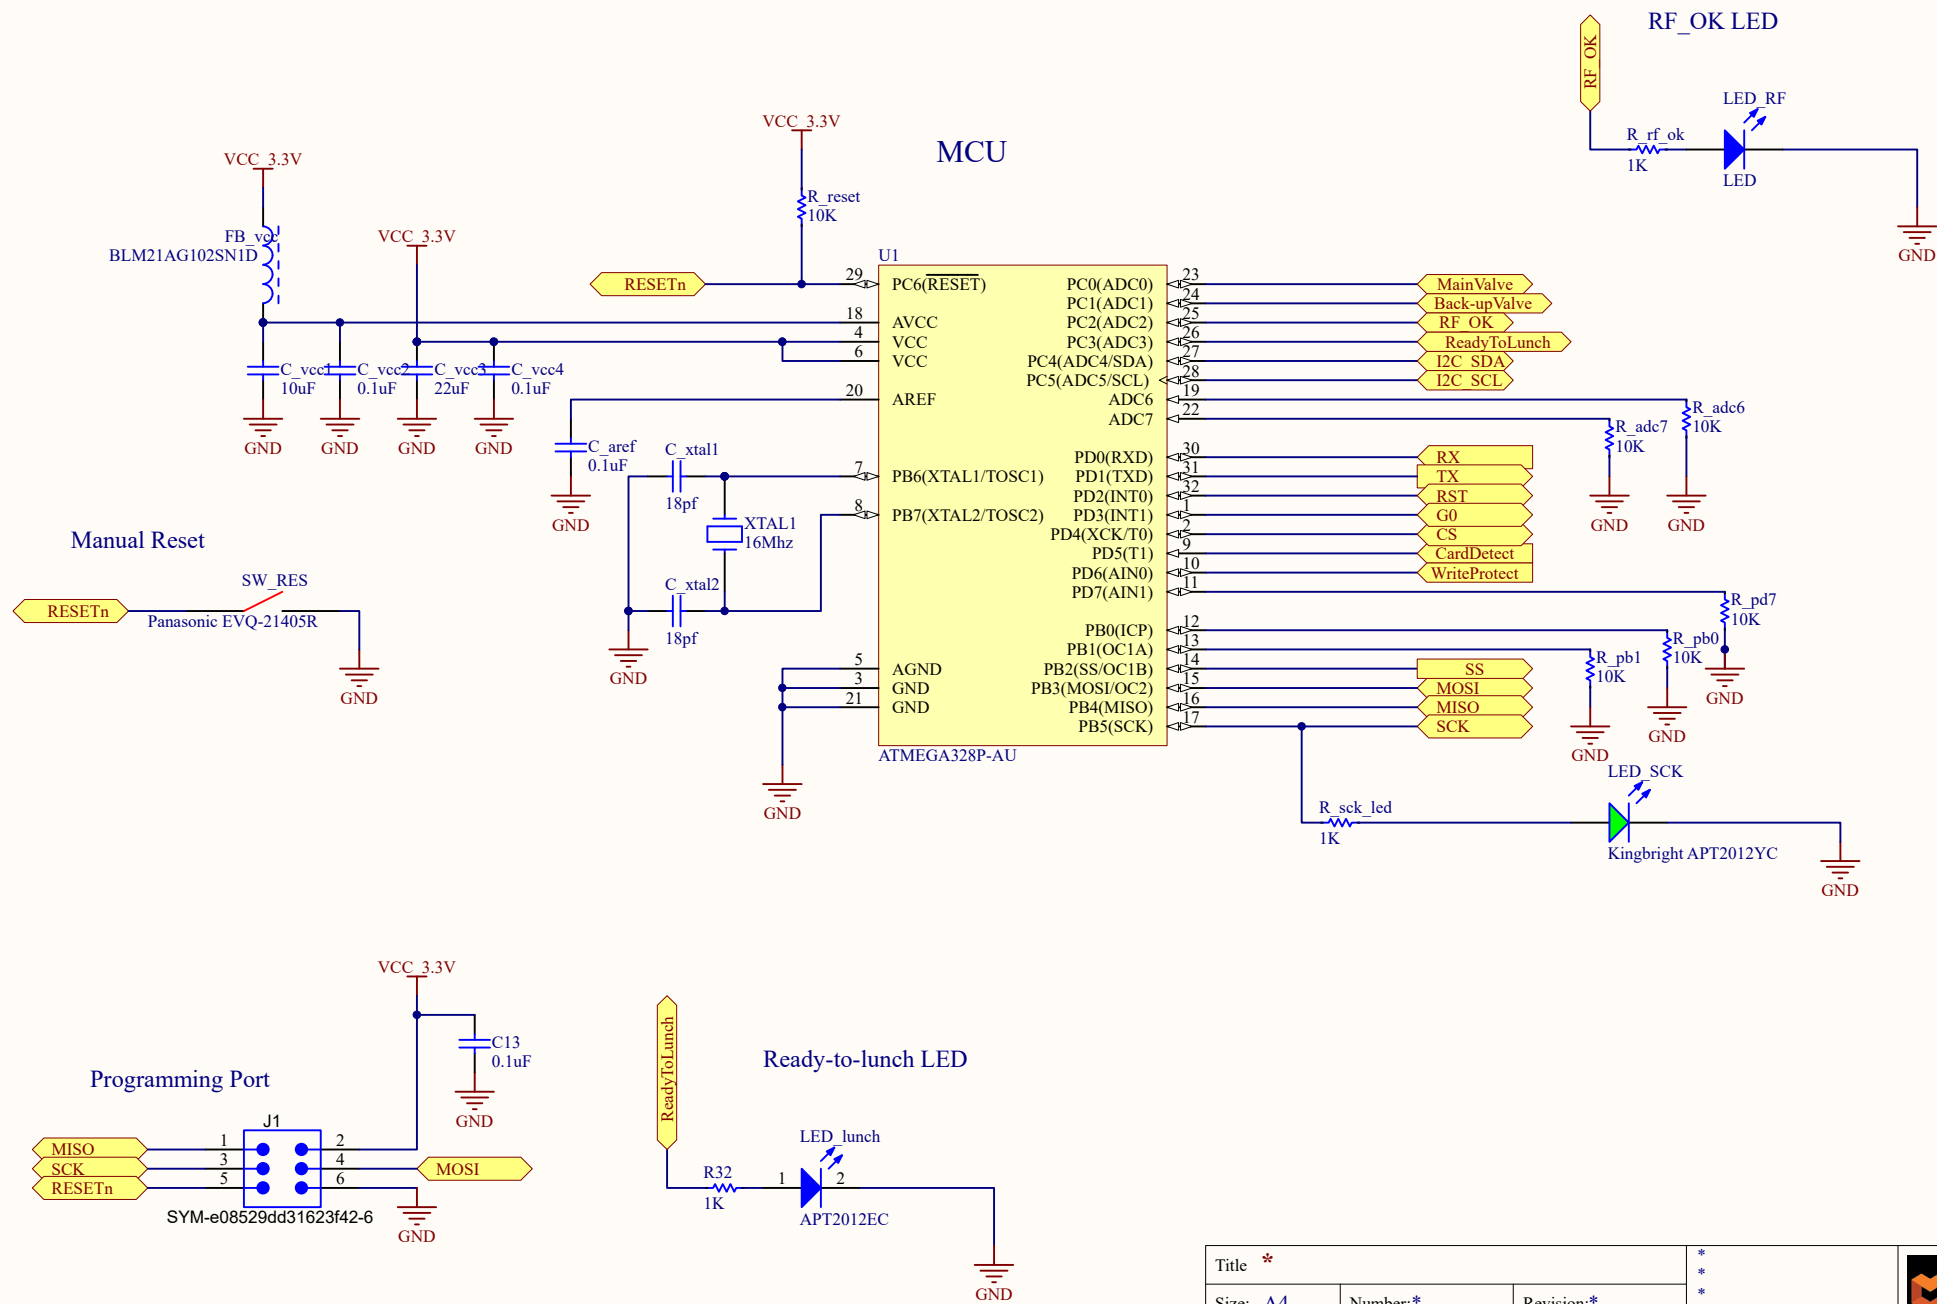 RF_OK LED
RF_OK
LED_RF
R_rf_ok
1K
LED
GND
MCU
VCC_3.3V
R_reset
10K
VCC_3.3V
FB_vcc
BLM21AG102SN1D
VCC_3.3V
RESETn
C_vcc1
10uF
C_vcc2
0.1uF
C_vcc3
22uF
C_vcc4
0.1uF
GND
GND
GND
GND
C_aref
0.1uF
GND
C_xtal1
18pf
XTAL1
16Mhz
C_xtal2
18pf
GND
U1
29 PC6(RESET)
18 AVCC
4 VCC
6 VCC
20 AREF
7 PB6(XTAL1/TOSC1)
8 PB7(XTAL2/TOSC2)
5 AGND
3 GND
21 GND
GND
PC0(ADC0) 23 MainValve
PC1(ADC1) 24 Back-upValve
PC2(ADC2) 25 RF_OK
PC3(ADC3) 26 ReadyToLunch
PC4(ADC4/SDA) 27 I2C_SDA
PC5(ADC5/SCL) 28 I2C_SCL
ADC6 19
ADC7 22
PD0(RXD) 30 RX
PD1(TXD) 31 TX
PD2(INT0) 32 RST
PD3(INT1) 1 G0
PD4(XCK/T0) 2 CS
PD5(T1) 9 CardDetect
PD6(AIN0) 10 WriteProtect
PD7(AIN1) 11
PB0(ICP) 12
PB1(OC1A) 13
PB2(SS/OC1B) 14 SS
PB3(MOSI/OC2) 15 MOSI
PB4(MISO) 16 MISO
PB5(SCK) 17 SCK
ATMEGA328P-AU
R_adc6
10K
R_adc7
10K
GND
GND
R_pd7
10K
R_pb0
10K
R_pb1
10K
GND
GND
GND
LED_SCK
R_sck_led
1K
Kingbright APT2012YC
GND
Manual Reset
SW_RES
RESETn
Panasonic EVQ-21405R
GND
VCC_3.3V
C13
0.1uF
GND
Programming Port
J1
MISO 1 2
SCK 3 4 MOSI
RESETn 5 6
SYM-e08529dd31623f42-6
GND
ReadyToLunch
Ready-to-lunch LED
LED_lunch
R32
1K
1 2
APT2012EC
GND
Title *
*
*
*
Size: A4 Number:* Revision:*